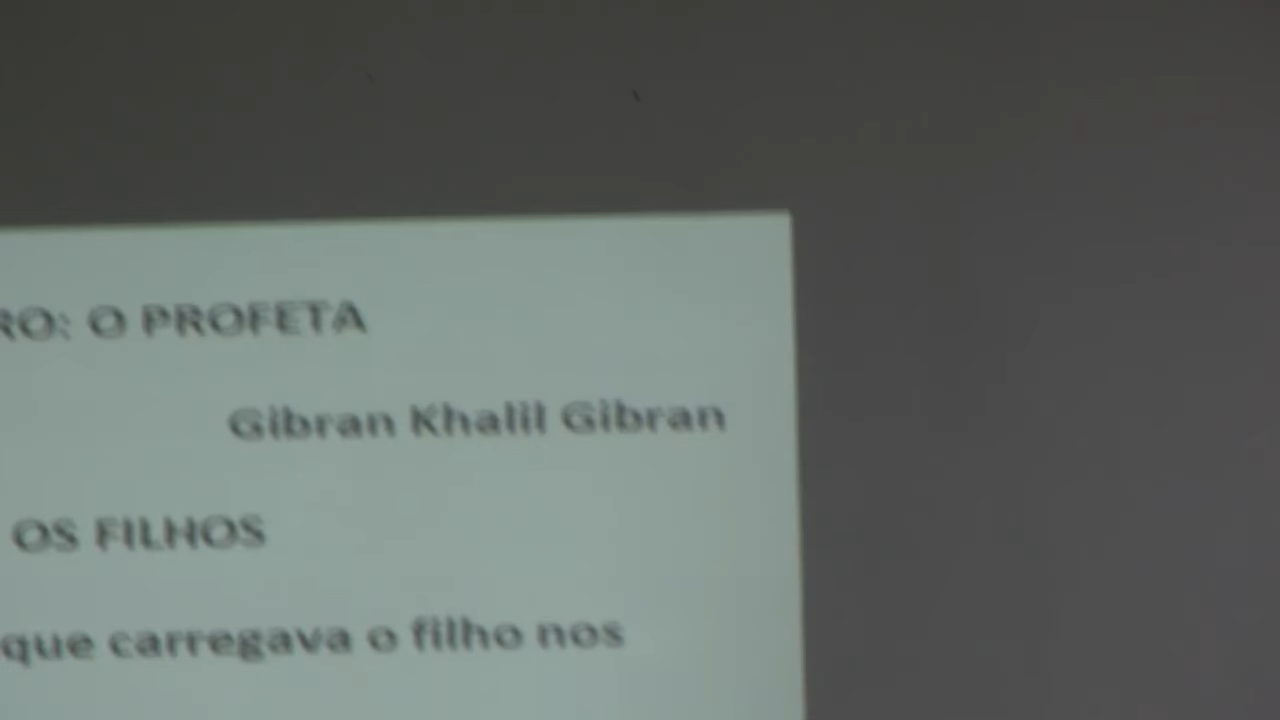 RO: O PROFETA
Gibran Khalil Gibran
OS FILHOS
que carregava o filho nos